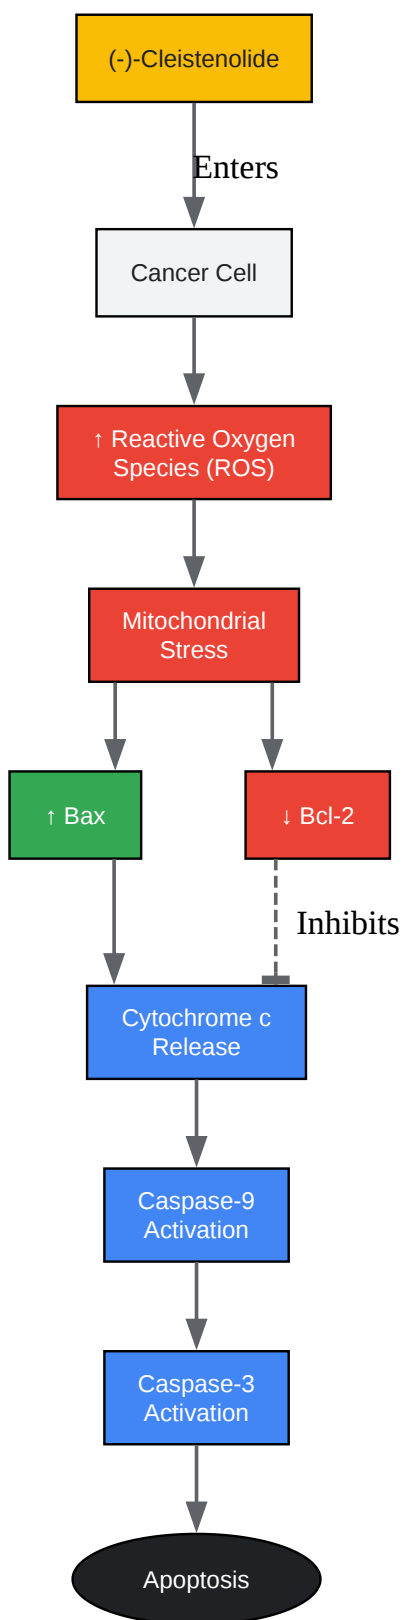 (-)-Cleistenolide
Enters
Cancer Cell
↑ Reactive Oxygen
Species (ROS)
Mitochondrial
Stress
↑ Bax
↓ Bcl-2
Inhibits
Cytochrome c
Release
Caspase-9
Activation
Caspase-3
Activation
Apoptosis